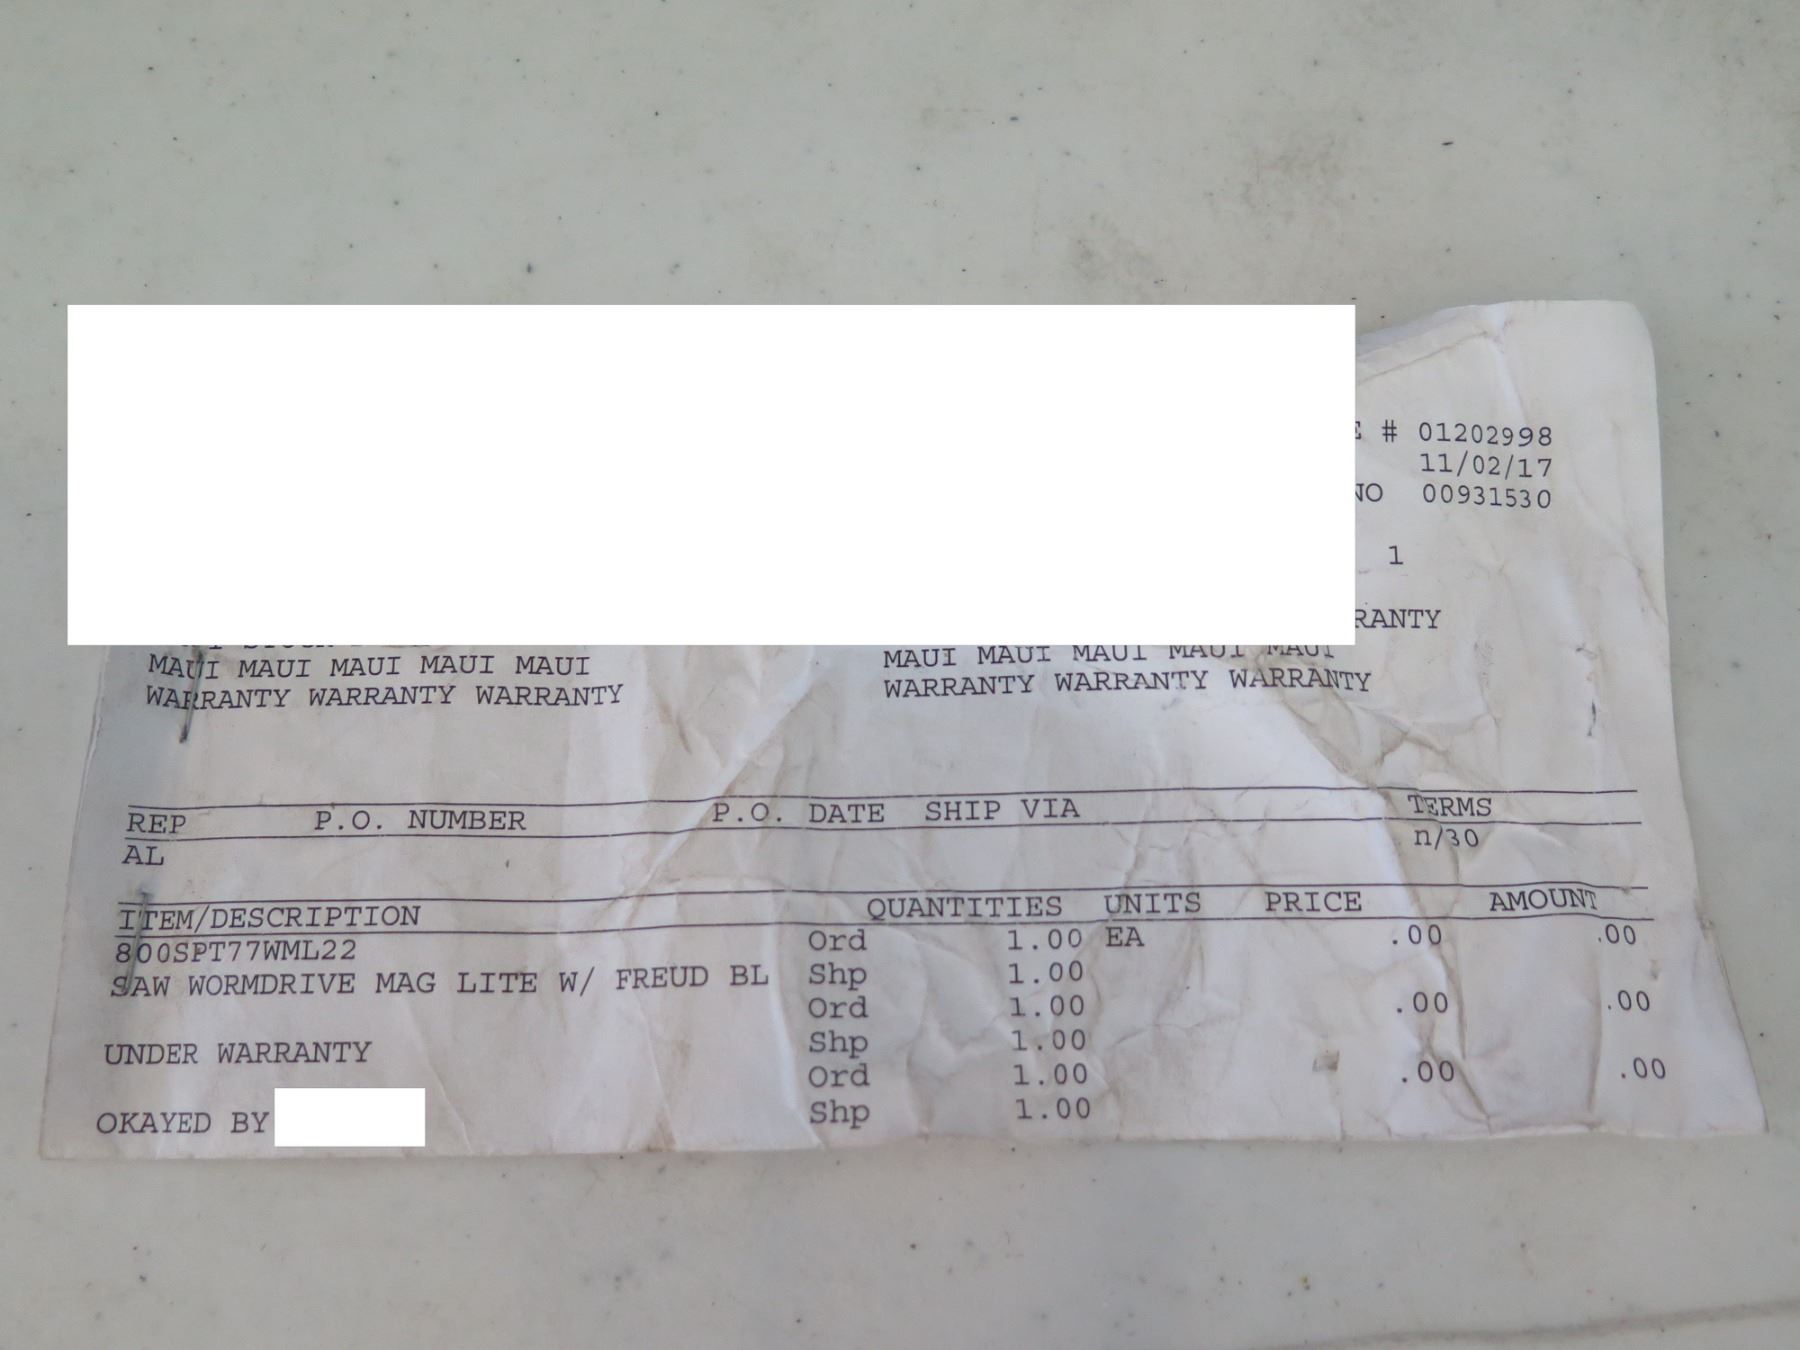 # 01202998
11/02/17
NO 00931530
1
RANTY
MAUI MAUI MAUI MAUI MAUI MAUI MAUI MAUI MAUI MAUI
WARRANTY WARRANTY WARRANTY WARRANTY WARRANTY WARRANTY
REP P.O. NUMBER P.O. DATE SHIP VIA TERMS
AL n/30
ITEM/DESCRIPTION QUANTITIES UNITS PRICE AMOUNT
800SPT77WML22 Ord 1.00 EA .00 .00
SAW WORMDRIVE MAG LITE W/ FREUD BL Shp 1.00
Ord 1.00 .00 .00
UNDER WARRANTY Shp 1.00
Ord 1.00 .00 .00
OKAYED BY Shp 1.00